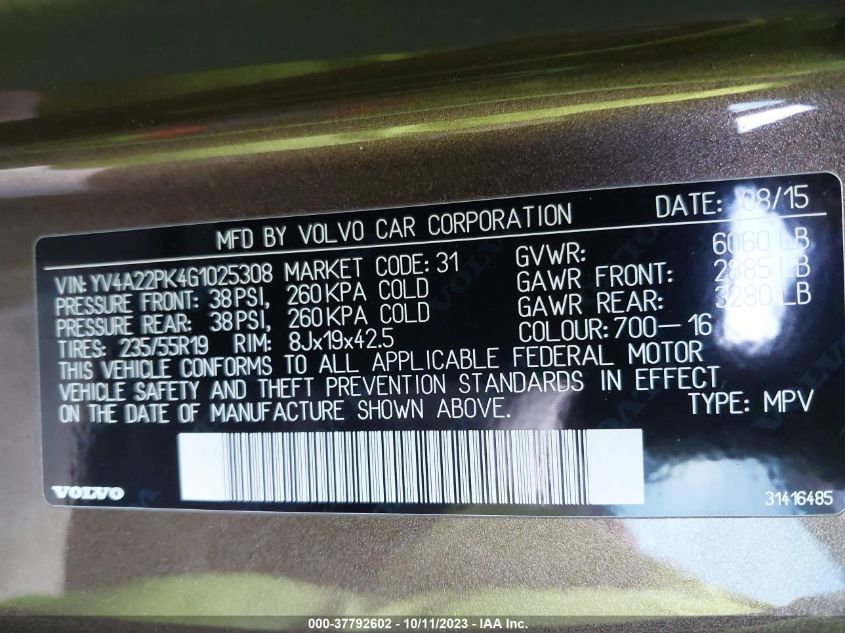 MFD BY VOLVO CAR CORPORATION DATE: 08/15
VIN: YV4A22PK4G1025308 MARKET CODE: 31 GVWR: 6060 LB
PRESSURE FRONT: 38PSI, 260KPA COLD GAWR FRONT: 2885 LB
PRESSURE REAR: 38PSI, 260KPA COLD GAWR REAR: 3280 LB
TIRES: 235/55R19 RIM: 8Jx19x42.5 COLOUR: 700-16
THIS VEHICLE CONFORMS TO ALL APPLICABLE FEDERAL MOTOR
VEHICLE SAFETY AND THEFT PREVENTION STANDARDS IN EFFECT
ON THE DATE OF MANUFACTURE SHOWN ABOVE. TYPE: MPV
VOLVO 31416485
000-37792602 - 10/11/2023 - IAA Inc.